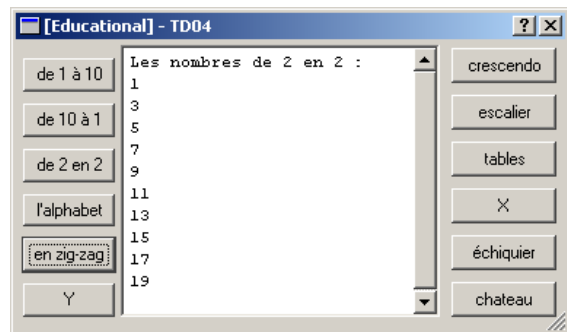 [Educational] - TD04
de 1 à 10
de 10 à 1
de 2 en 2
l'alphabet
en zig-zag
Y
Les nombres de 2 en 2 :
1
3
5
7
9
11
13
15
17
19
crescendo
escalier
tables
X
échiquier
chateau